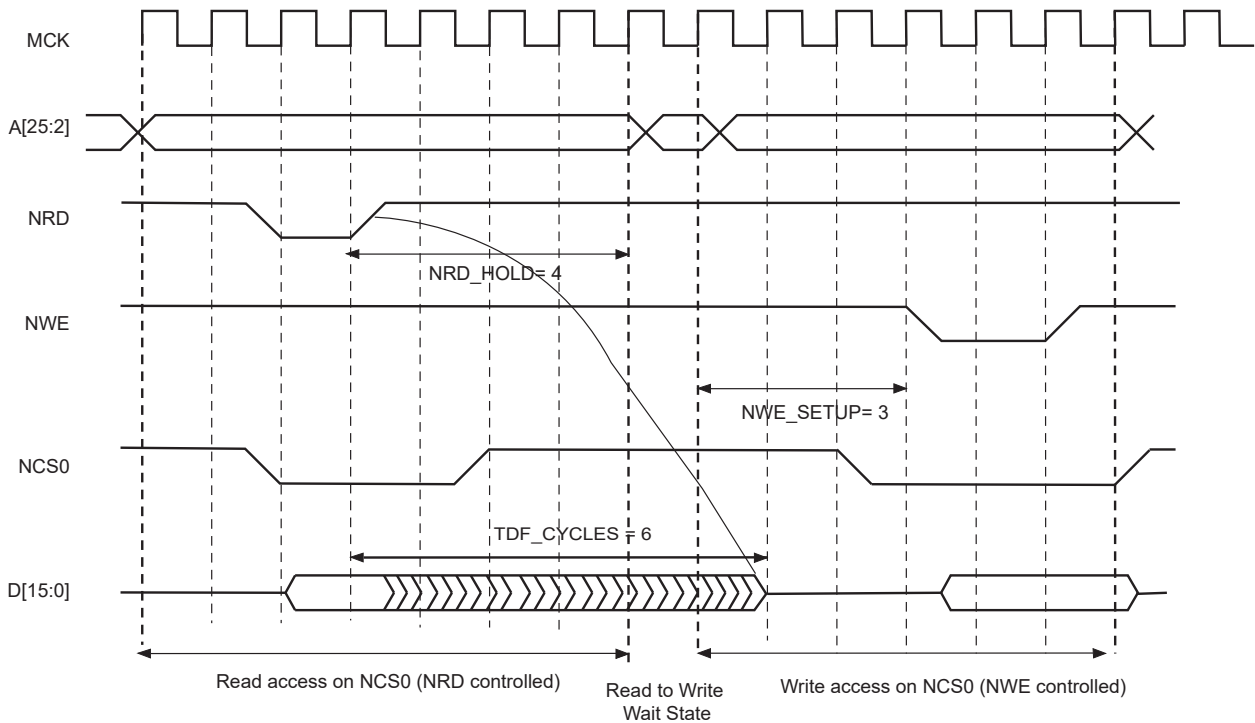 MCK
A[25:2]
NRD
NRD_HOLD= 4
NWE
NWE_SETUP= 3
NCS0
TDF_CYCLES = 6
D[15:0]
Read access on NCS0 (NRD controlled)
Read to Write
Wait State
Write access on NCS0 (NWE controlled)